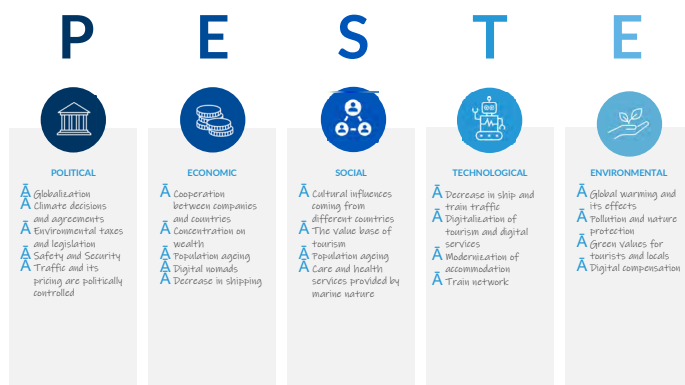 P E S T E
POLITICAL
Ā Globalization
Ā Climate decisions
and agreements
Ā Environmental taxes
and legislation
Ā Safety and Security
Ā Traffic and its
pricing are politically
controlled
ECONOMIC
Ā Cooperation
between companies
and countries
Ā Concentration on
wealth
Ā Population ageing
Ā Digital nomads
Ā Decrease in shipping
SOCIAL
Ā Cultural influences
coming from
different countries
Ā The value base of
tourism
Ā Population ageing
Ā Care and health
services provided by
marine nature
TECHNOLOGICAL
Ā Decrease in ship and
train traffic
Ā Digitalization of
tourism and digital
services
Ā Modernization of
accommodation
Ā Train network
ENVIRONMENTAL
Ā Global warming and
its effects
Ā Pollution and nature
protection
Ā Green values for
tourists and locals
Ā Digital compensation